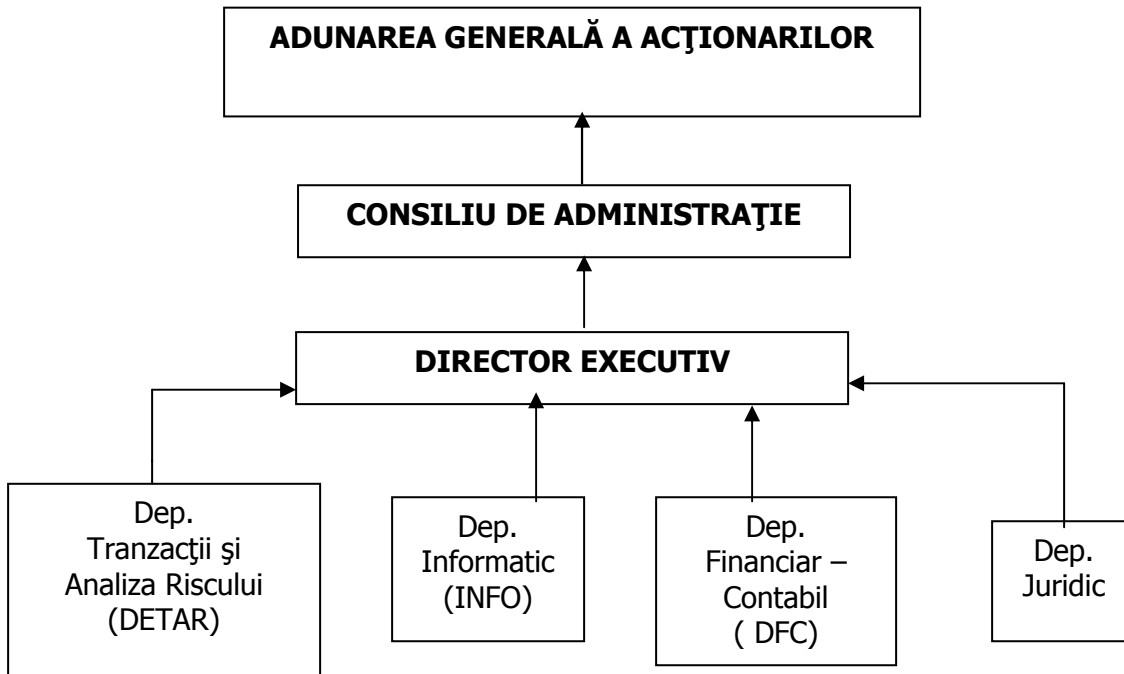 ADUNAREA GENERALĂ A ACŢIONARILOR
CONSILIU DE ADMINISTRAŢIE
DIRECTOR EXECUTIV
Dep.
Tranzacţii şi
Analiza Riscului
(DETAR)
Dep.
Informatic
(INFO)
Dep.
Financiar –
Contabil
( DFC)
Dep.
Juridic